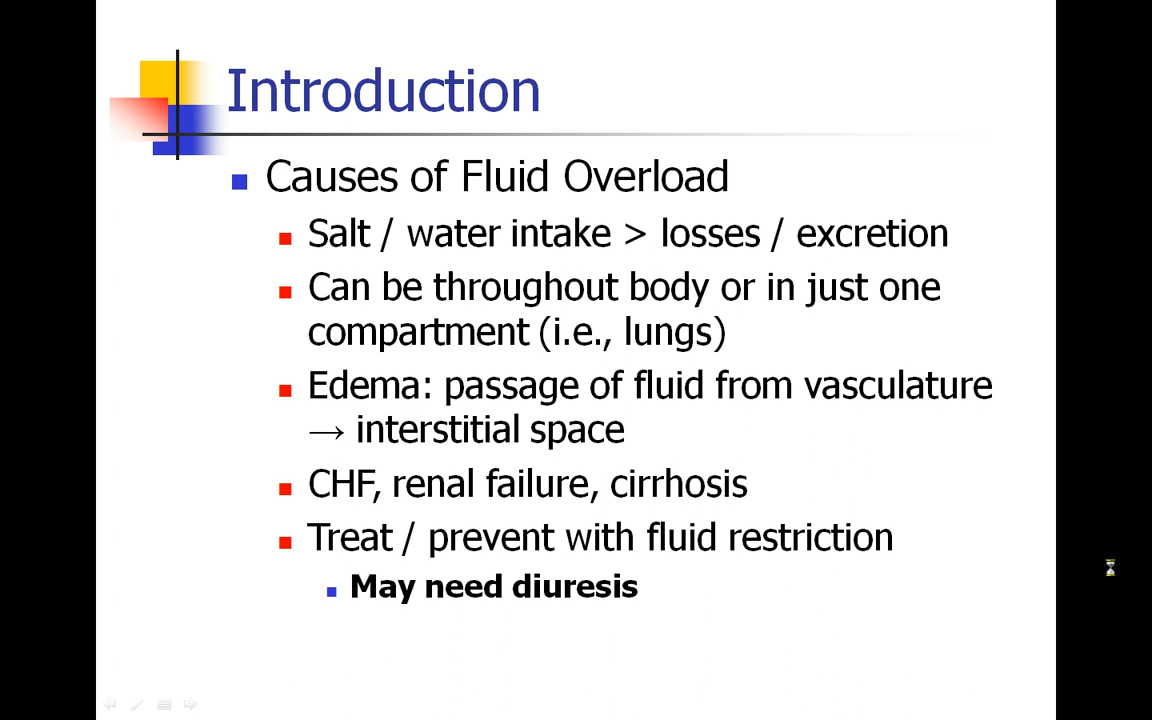 Introduction
Causes of Fluid Overload
Salt / water intake > losses / excretion
Can be throughout body or in just one
compartment (i.e., lungs)
Edema: passage of fluid from vasculature
→ interstitial space
CHF, renal failure, cirrhosis
Treat / prevent with fluid restriction
May need diuresis